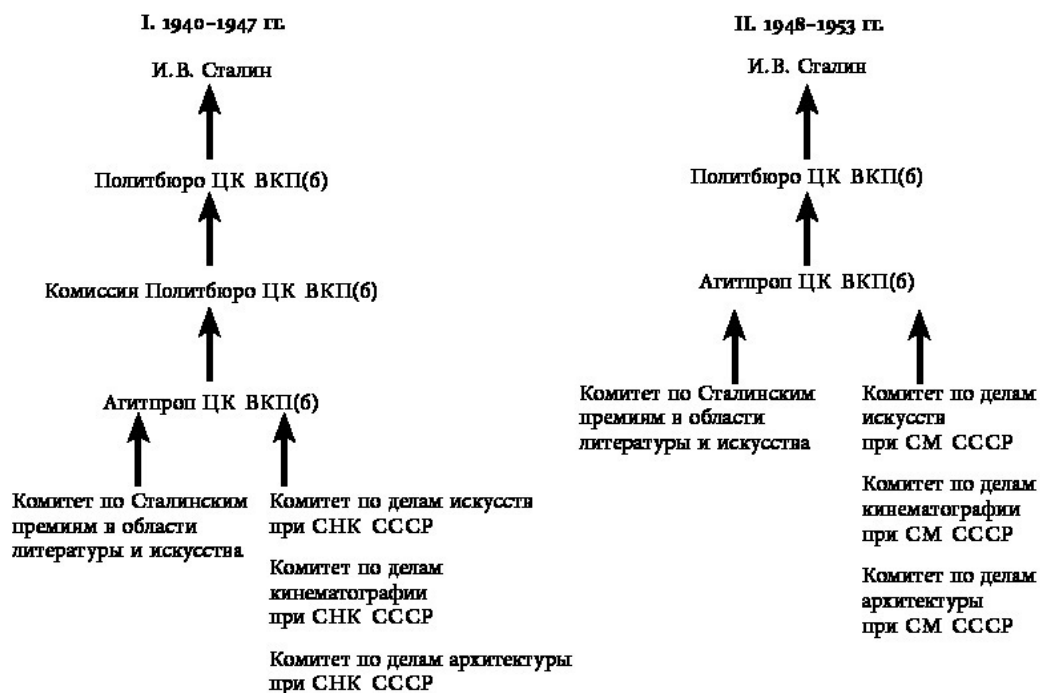 I. 1940–1947 гг.
И.В. Сталин
Политбюро ЦК ВКП(б)
Комиссия Политбюро ЦК ВКП(б)
Агитпроп ЦК ВКП(б)
Комитет по Сталинским
премиям в области
литературы и искусства
Комитет по делам искусств
при СНК СССР
Комитет по делам
кинематографии
при СНК СССР
Комитет по делам архитектуры
при СНК СССР
II. 1948–1953 гг.
И.В. Сталин
Политбюро ЦК ВКП(б)
Агитпроп ЦК ВКП(б)
Комитет по Сталинским
премиям в области
литературы и искусства
Комитет по делам
искусств
при СМ СССР
Комитет по делам
кинематографии
при СМ СССР
Комитет по делам
архитектуры
при СМ СССР